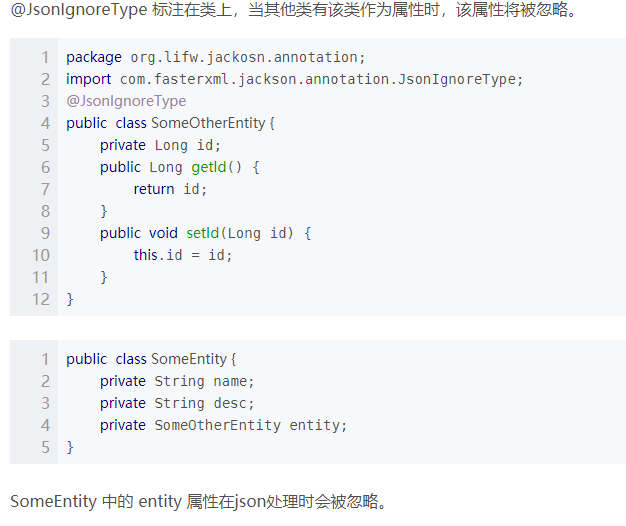 @JsonIgnoreType 标注在类上，当其他类有该类作为属性时，该属性将被忽略。
1 package org.lifw.jackosn.annotation;
2 import com.fasterxml.jackson.annotation.JsonIgnoreType;
3 @JsonIgnoreType
4 public class SomeOtherEntity {
5     private Long id;
6     public Long getId() {
7         return id;
8     }
9     public void setId(Long id) {
10         this.id = id;
11     }
12 }
1 public class SomeEntity {
2     private String name;
3     private String desc;
4     private SomeOtherEntity entity;
5 }
SomeEntity 中的 entity 属性在json处理时会被忽略。